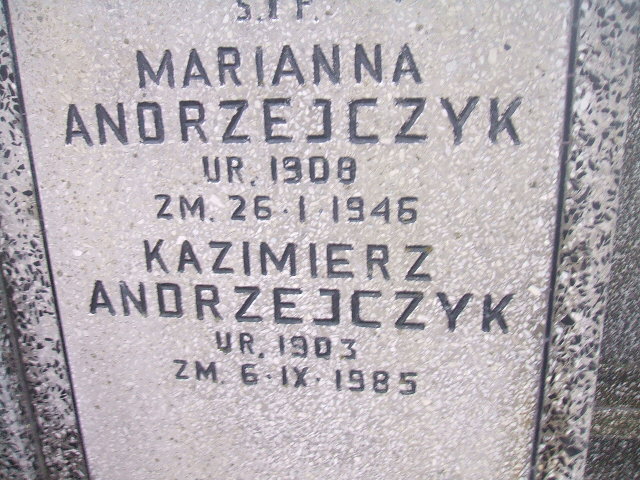 Ś.†P.
MARIANNA
ANDRZEJCZYK
UR. 1908
ZM. 26·I·1946
KAZIMIERZ
ANDRZEJCZYK
UR. 1903
ZM. 6·IX·1985